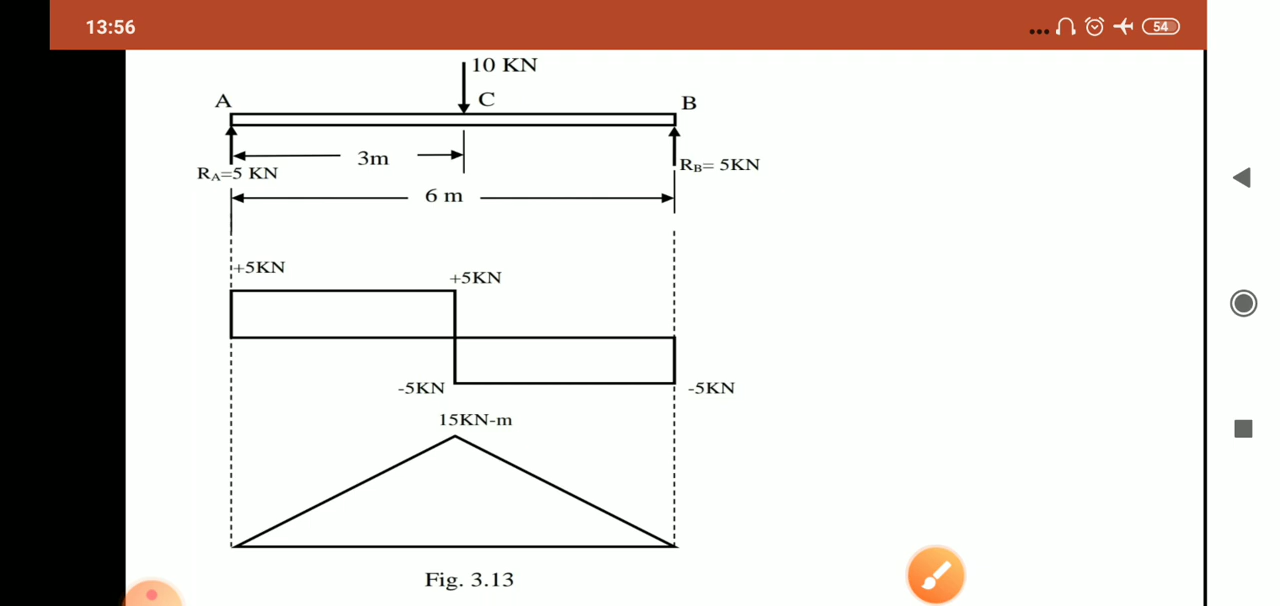 13:56
54
10 KN
A
C
B
3m
RA=5 KN
RB= 5KN
6 m
+5KN
+5KN
-5KN
-5KN
15KN-m
Fig. 3.13